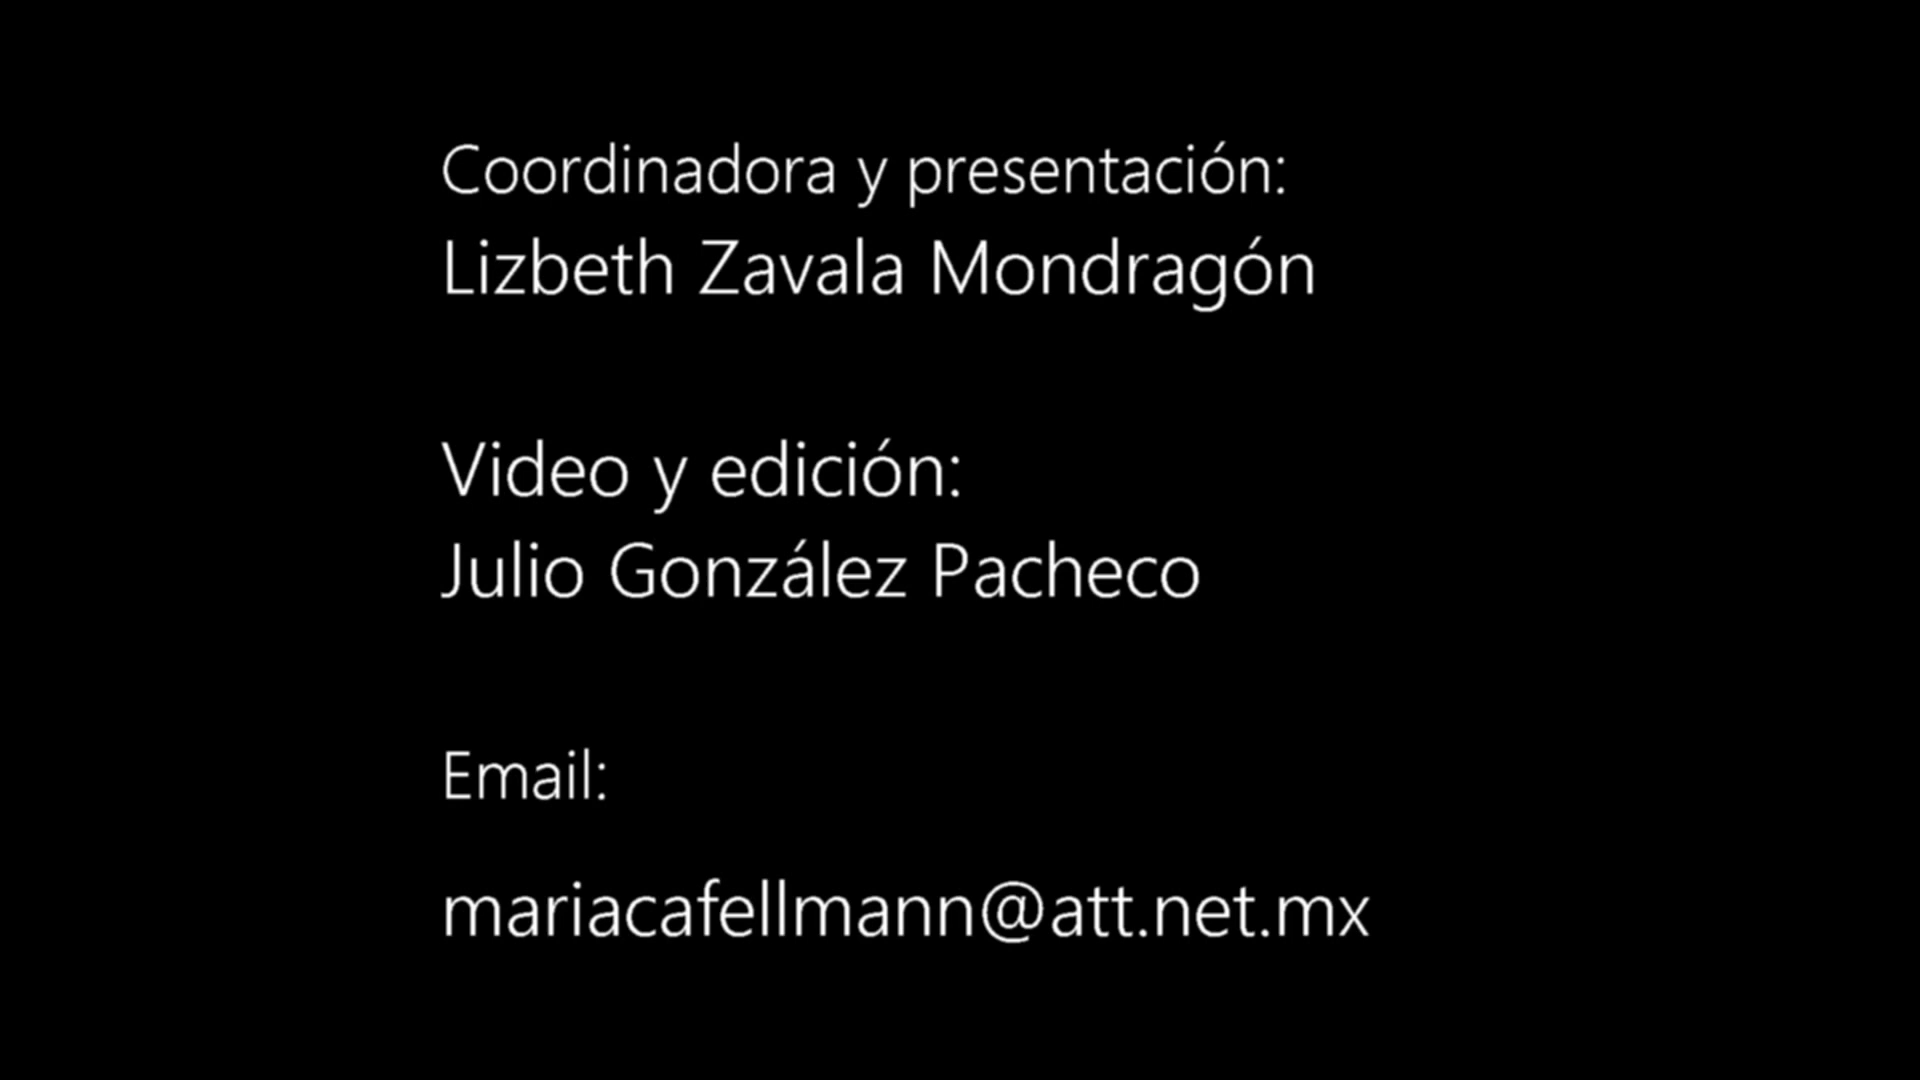 Coordinadora y presentación:
Lizbeth Zavala Mondragón
Video y edición:
Julio González Pacheco
Email:
mariacafellmann@att.net.mx